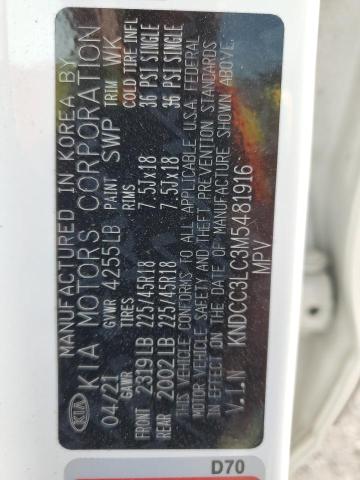 MANUFACTURED IN KOREA BY
KIA KIA MOTORS CORPORATION
04/21 GVWR 4255LB PAINT SWP TRIM WK
GAWR TIRES RIMS COLD TIRE INFL
FRONT 2319LB 225/45R18 7.5JX18 36 PSI SINGLE
REAR 2002LB 225/45R18 7.5JX18 36 PSI SINGLE
THIS VEHICLE CONFORMS TO ALL APPLICABLE U.S.A. FEDERAL
MOTOR VEHICLE SAFETY AND THEFT PREVENTION STANDARDS
IN EFFECT ON THE DATE OF MANUFACTURE SHOWN ABOVE.
V.I.N KNDCC3LC3M5481916
MPV
D70